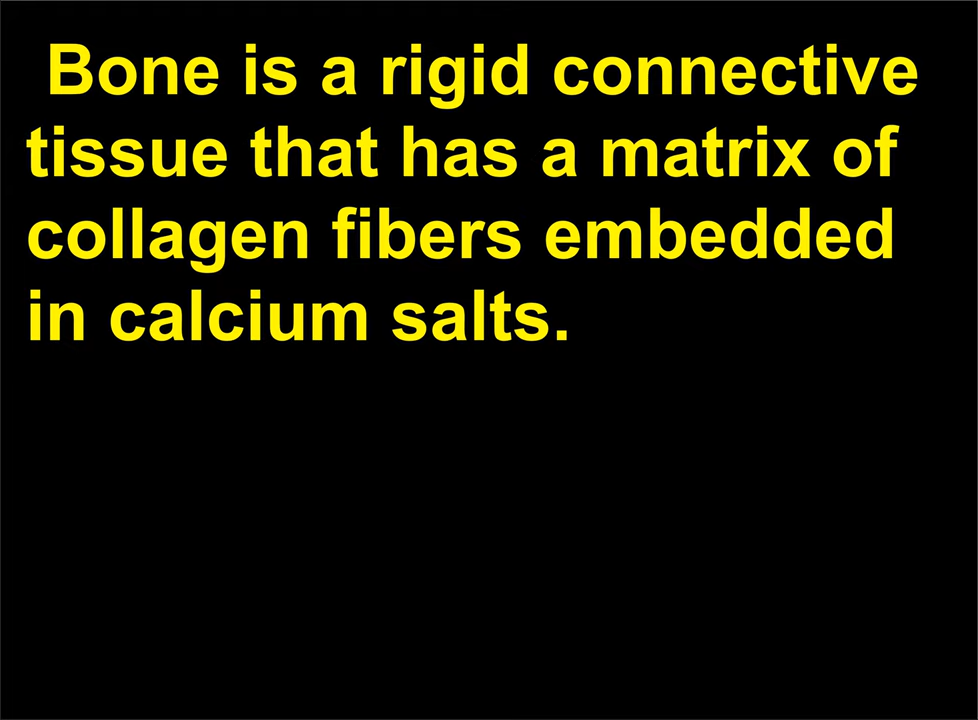 Bone is a rigid connective
tissue that has a matrix of
collagen fibers embedded
in calcium salts.